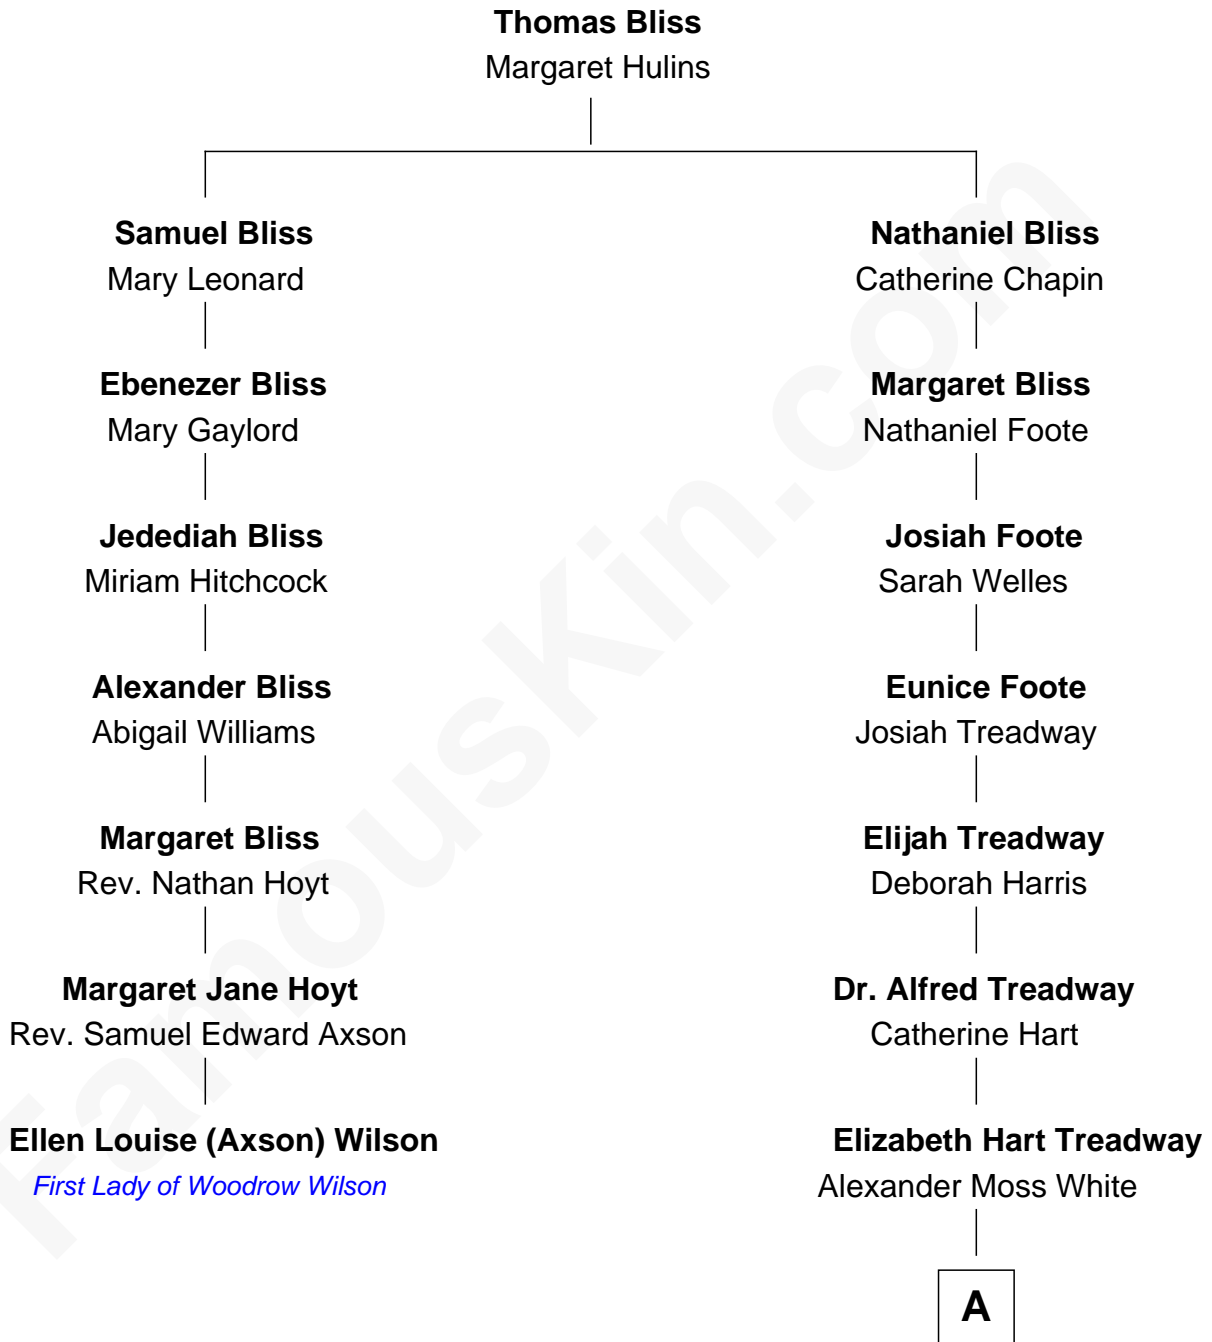 Thomas Bliss
Margaret Hulins
Samuel Bliss
Mary Leonard
Nathaniel Bliss
Catherine Chapin
Ebenezer Bliss
Mary Gaylord
Margaret Bliss
Nathaniel Foote
Jedediah Bliss
Miriam Hitchcock
Josiah Foote
Sarah Welles
Alexander Bliss
Abigail Williams
Eunice Foote
Josiah Treadway
Margaret Bliss
Rev. Nathan Hoyt
Elijah Treadway
Deborah Harris
Margaret Jane Hoyt
Rev. Samuel Edward Axson
Dr. Alfred Treadway
Catherine Hart
Ellen Louise (Axson) Wilson
First Lady of Woodrow Wilson
Elizabeth Hart Treadway
Alexander Moss White
A
FamousKin.com